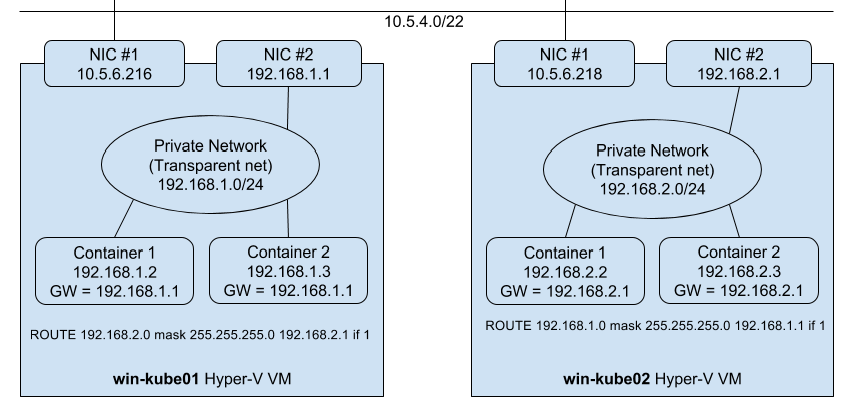 10.5.4.0/22
NIC #1
10.5.6.216
NIC #2
192.168.1.1
Private Network
(Transparent net)
192.168.1.0/24
Container 1
192.168.1.2
GW = 192.168.1.1
Container 2
192.168.1.3
GW = 192.168.1.1
ROUTE 192.168.2.0 mask 255.255.255.0 192.168.2.1 if 1
win-kube01 Hyper-V VM
NIC #1
10.5.6.218
NIC #2
192.168.2.1
Private Network
(Transparent net)
192.168.2.0/24
Container 1
192.168.2.2
GW = 192.168.2.1
Container 2
192.168.2.3
GW = 192.168.2.1
ROUTE 192.168.1.0 mask 255.255.255.0 192.168.1.1 if 1
win-kube02 Hyper-V VM